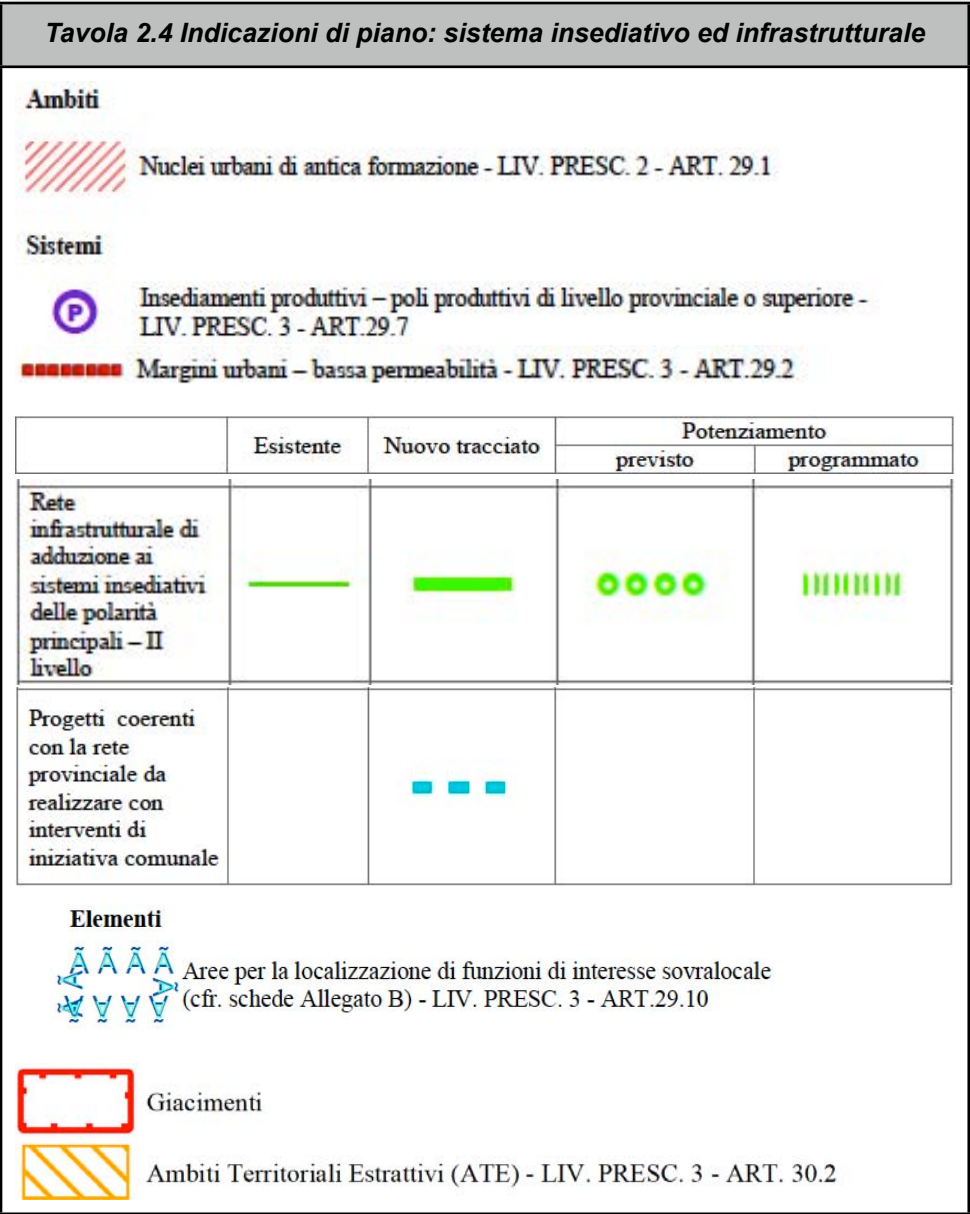 Tavola 2.4 Indicazioni di piano: sistema insediativo ed infrastrutturale
Ambiti
Nuclei urbani di antica formazione - LIV. PRESC. 2 - ART. 29.1
Sistemi
P
Insediamenti produttivi – poli produttivi di livello provinciale o superiore -
LIV. PRESC. 3 - ART.29.7
Margini urbani – bassa permeabilità - LIV. PRESC. 3 - ART.29.2
Esistente
Nuovo tracciato
Potenziamento
previsto
programmato
Rete
infrastrutturale di
adduzione ai
sistemi insediativi
delle polarità
principali – II
livello
Progetti coerenti
con la rete
provinciale da
realizzare con
interventi di
iniziativa comunale
Elementi
Ã Ã Ã Ã
Ã Ã
Ã Ã Ã Ã
Aree per la localizzazione di funzioni di interesse sovralocale
(cfr. schede Allegato B) - LIV. PRESC. 3 - ART.29.10
Giacimenti
Ambiti Territoriali Estrattivi (ATE) - LIV. PRESC. 3 - ART. 30.2